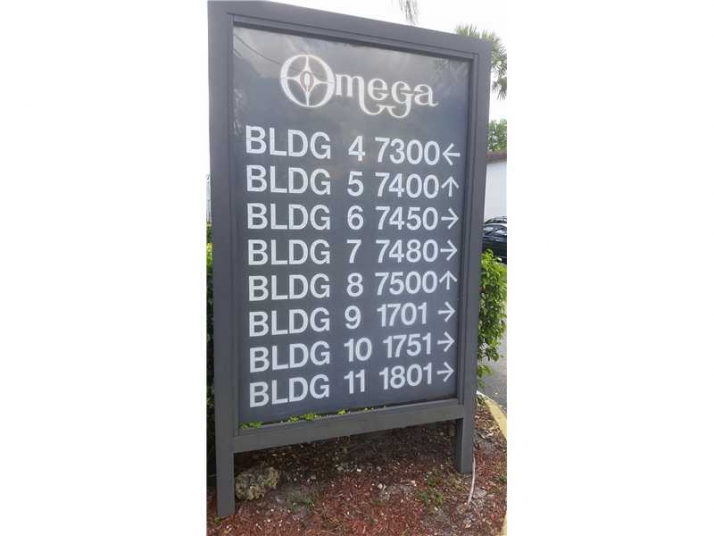 Omega
BLDG 4 7300←
BLDG 5 7400↑
BLDG 6 7450→
BLDG 7 7480→
BLDG 8 7500↑
BLDG 9 1701→
BLDG 10 1751→
BLDG 11 1801→